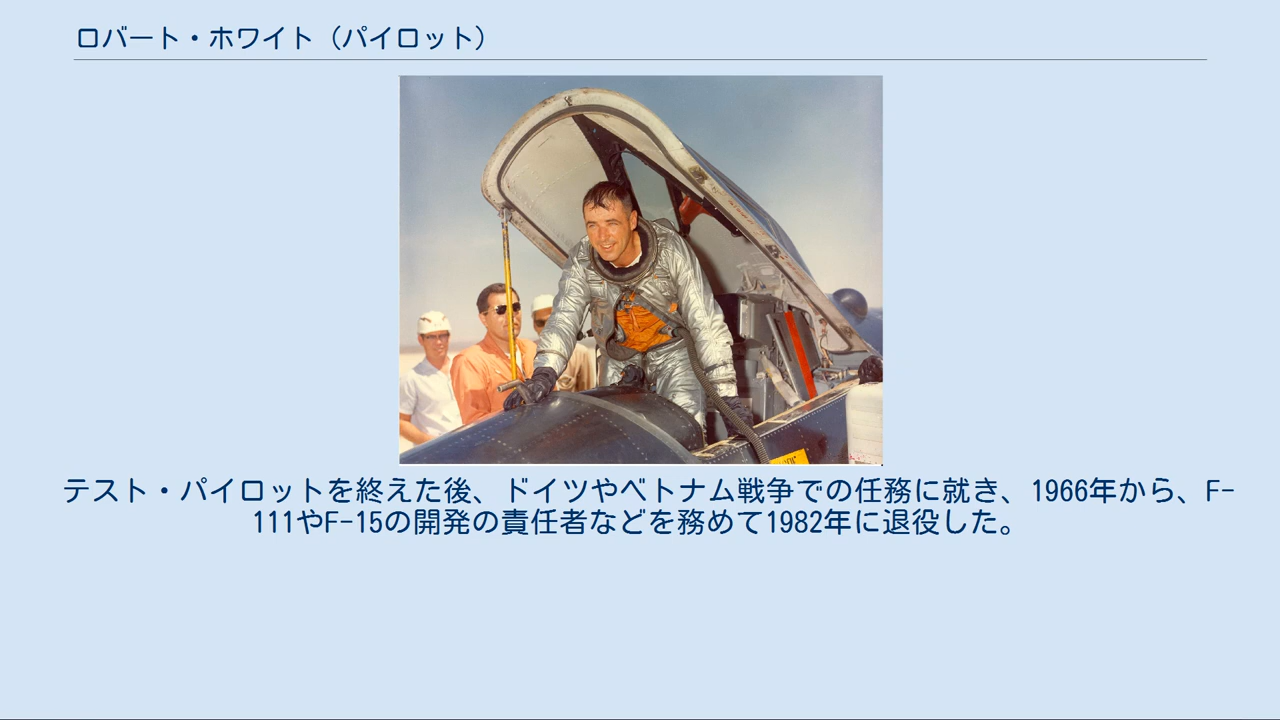 ロバート・ホワイト（パイロット）
テスト・パイロットを終えた後、ドイツやベトナム戦争での任務に就き、1966年から、F-
111やF-15の開発の責任者などを務めて1982年に退役した。